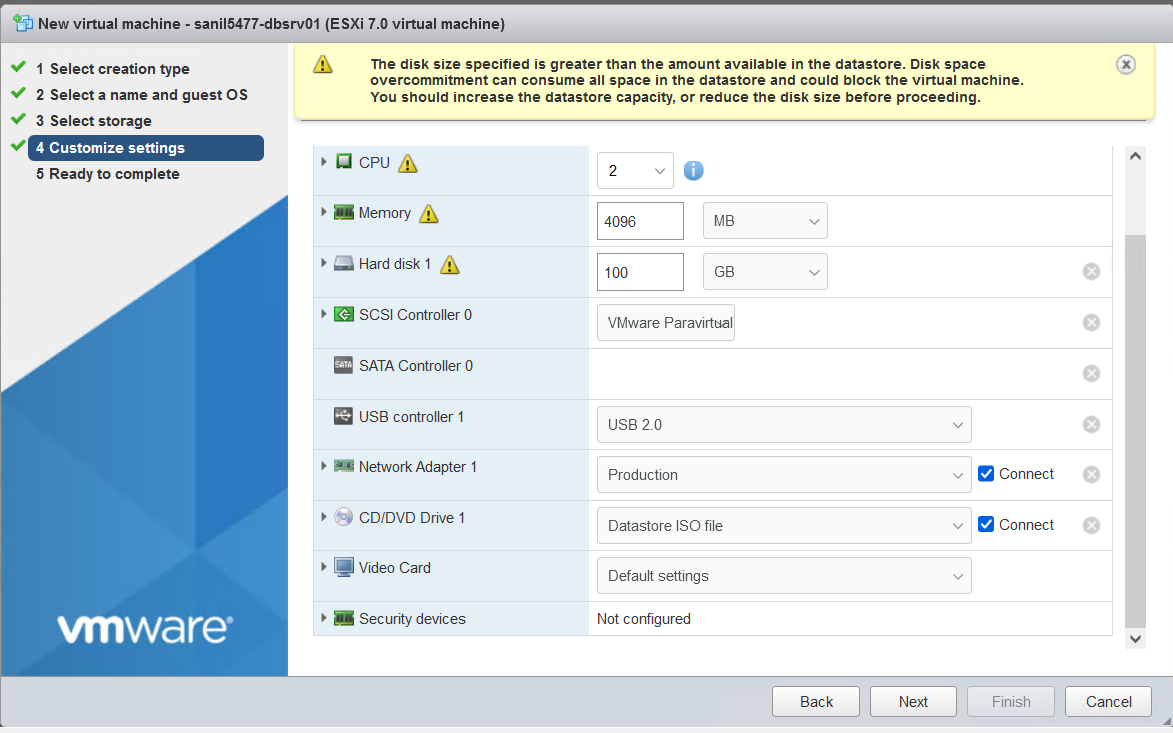 New virtual machine - sanil5477-dbsrv01 (ESXi 7.0 virtual machine)
1 Select creation type
2 Select a name and guest OS
3 Select storage
4 Customize settings
5 Ready to complete
vmware®
The disk size specified is greater than the amount available in the datastore. Disk space
overcommitment can consume all space in the datastore and could block the virtual machine.
You should increase the datastore capacity, or reduce the disk size before proceeding.
CPU 2
Memory 4096 MB
Hard disk 1 100 GB
SCSI Controller 0 VMware Paravirtual
SATA SATA Controller 0
USB controller 1 USB 2.0
Network Adapter 1 Production Connect
CD/DVD Drive 1 Datastore ISO file Connect
Video Card Default settings
Security devices Not configured
Back Next Finish Cancel